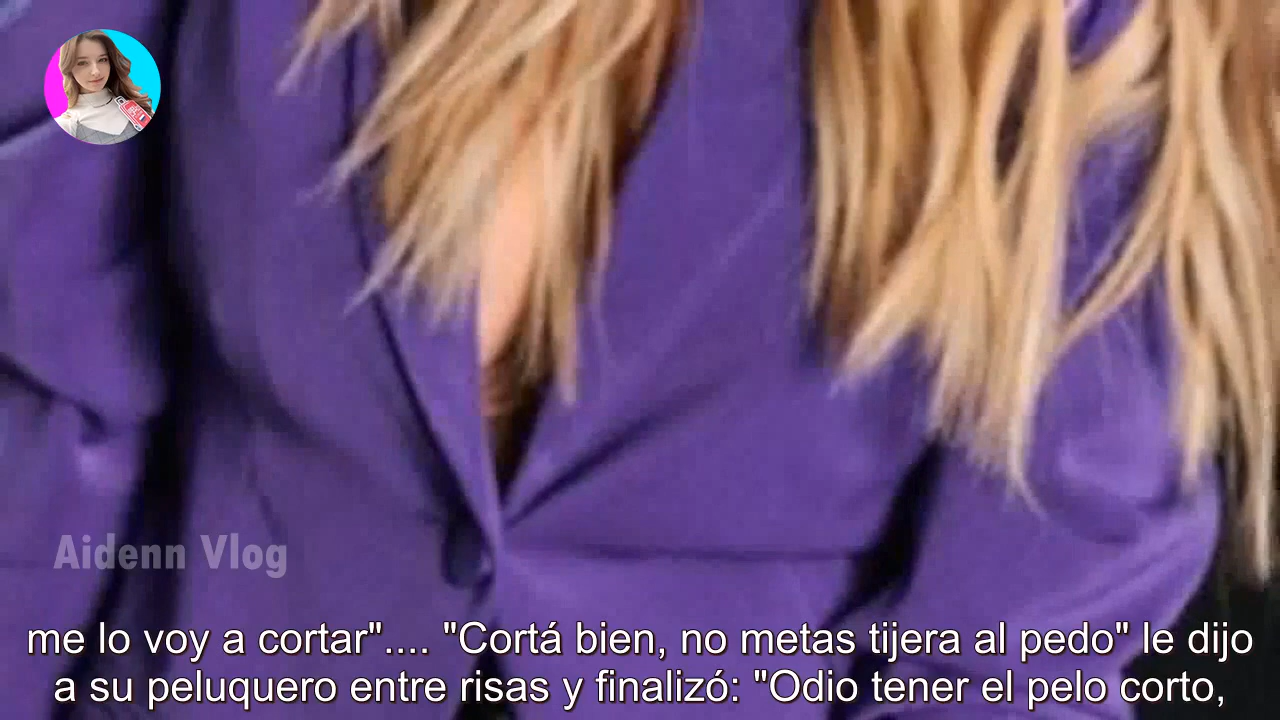 Aidenn Vlog
me lo voy a cortar".... "Cortá bien, no metas tijera al pedo" le dijo
a su peluquero entre risas y finalizó: "Odio tener el pelo corto,